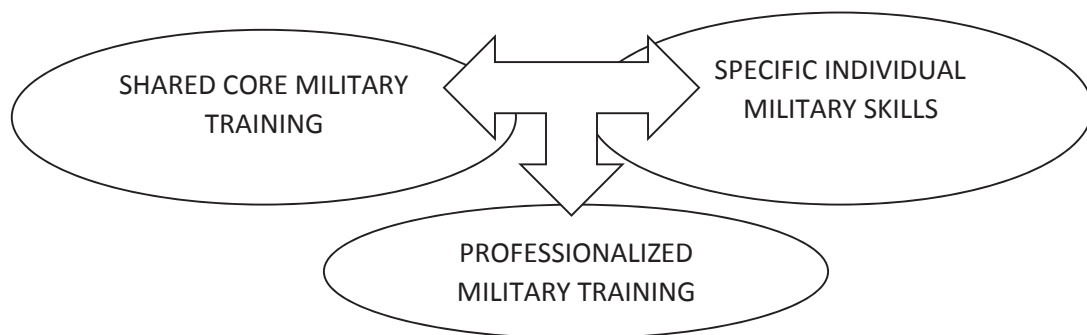 SHARED CORE MILITARY
TRAINING
SPECIFIC INDIVIDUAL
MILITARY SKILLS
PROFESSIONALIZED
MILITARY TRAINING